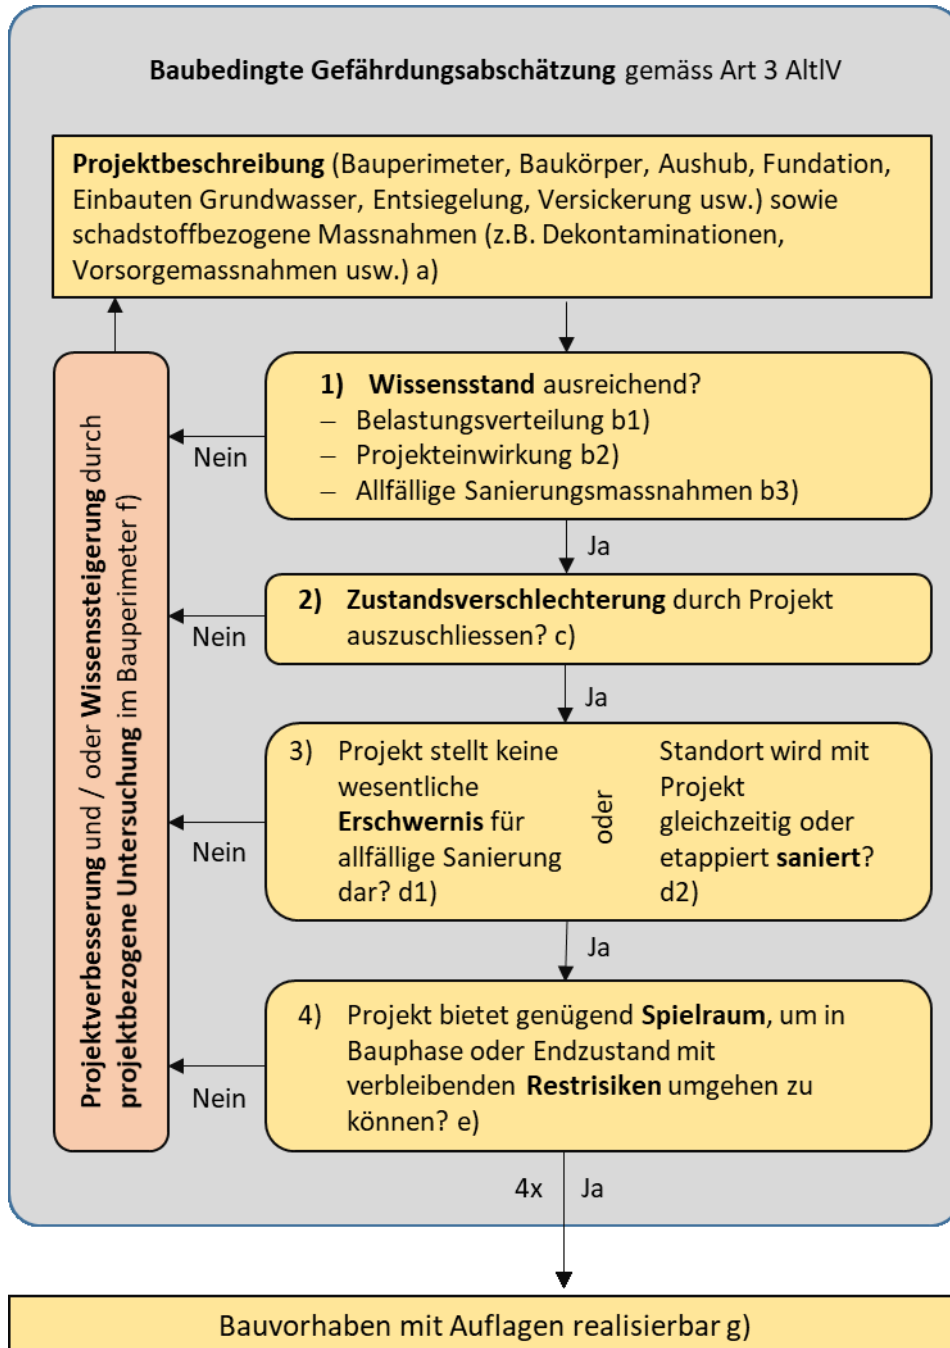 Baubedingte Gefährdungsabschätzung gemäss Art 3 AltlV
Projektbeschreibung (Bauperimeter, Baukörper, Aushub, Fundation,
Einbauten Grundwasser, Entsiegelung, Versickerung usw.) sowie
schadstoffbezogene Massnahmen (z.B. Dekontaminationen,
Vorsorgemassnahmen usw.) a)
1) Wissensstand ausreichend?
– Belastungsverteilung b1)
– Projekteinwirkung b2)
– Allfällige Sanierungsmassnahmen b3)
Nein
Ja
2) Zustandsverschlechterung durch Projekt
auszuschliessen? c)
Nein
Ja
3) Projekt stellt keine
wesentliche
Erschwernis für
allfällige Sanierung
dar? d1)
oder
Standort wird mit
Projekt
gleichzeitig oder
etappiert saniert?
d2)
Nein
Ja
4) Projekt bietet genügend Spielraum, um in
Bauphase oder Endzustand mit
verbleibenden Restrisiken umgehen zu
können? e)
Nein
4x Ja
Projektverbesserung und / oder Wissenssteigerung durch
projektbezogene Untersuchung im Bauperimeter f)
Bauvorhaben mit Auflagen realisierbar g)